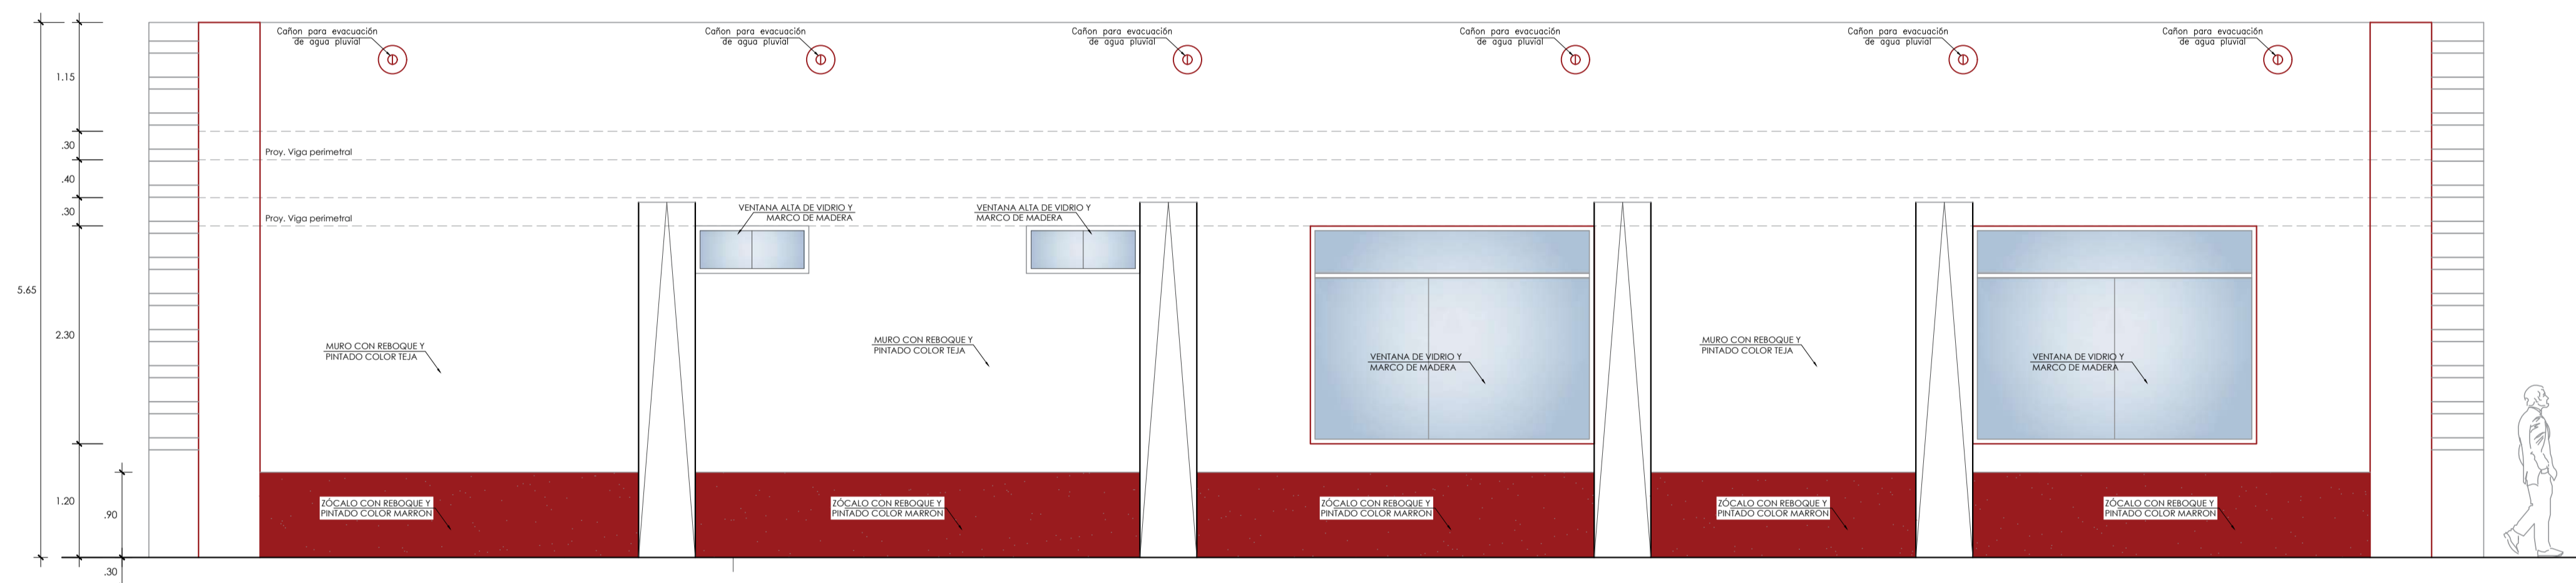 Cañon para evacuación
de agua pluvial
Cañon para evacuación
de agua pluvial
Cañon para evacuación
de agua pluvial
Cañon para evacuación
de agua pluvial
Cañon para evacuación
de agua pluvial
Cañon para evacuación
de agua pluvial
1.15
.30
Proy. Viga perimetral
.40
.30
Proy. Viga perimetral
VENTANA ALTA DE VIDRIO Y
MARCO DE MADERA
VENTANA ALTA DE VIDRIO Y
MARCO DE MADERA
5.65
2.30
MURO CON REBOQUE Y
PINTADO COLOR TEJA
MURO CON REBOQUE Y
PINTADO COLOR TEJA
VENTANA DE VIDRIO Y
MARCO DE MADERA
MURO CON REBOQUE Y
PINTADO COLOR TEJA
VENTANA DE VIDRIO Y
MARCO DE MADERA
1.20
.90
ZÓCALO CON REBOQUE Y
PINTADO COLOR MARRON
ZÓCALO CON REBOQUE Y
PINTADO COLOR MARRON
ZÓCALO CON REBOQUE Y
PINTADO COLOR MARRON
ZÓCALO CON REBOQUE Y
PINTADO COLOR MARRON
ZÓCALO CON REBOQUE Y
PINTADO COLOR MARRON
.30